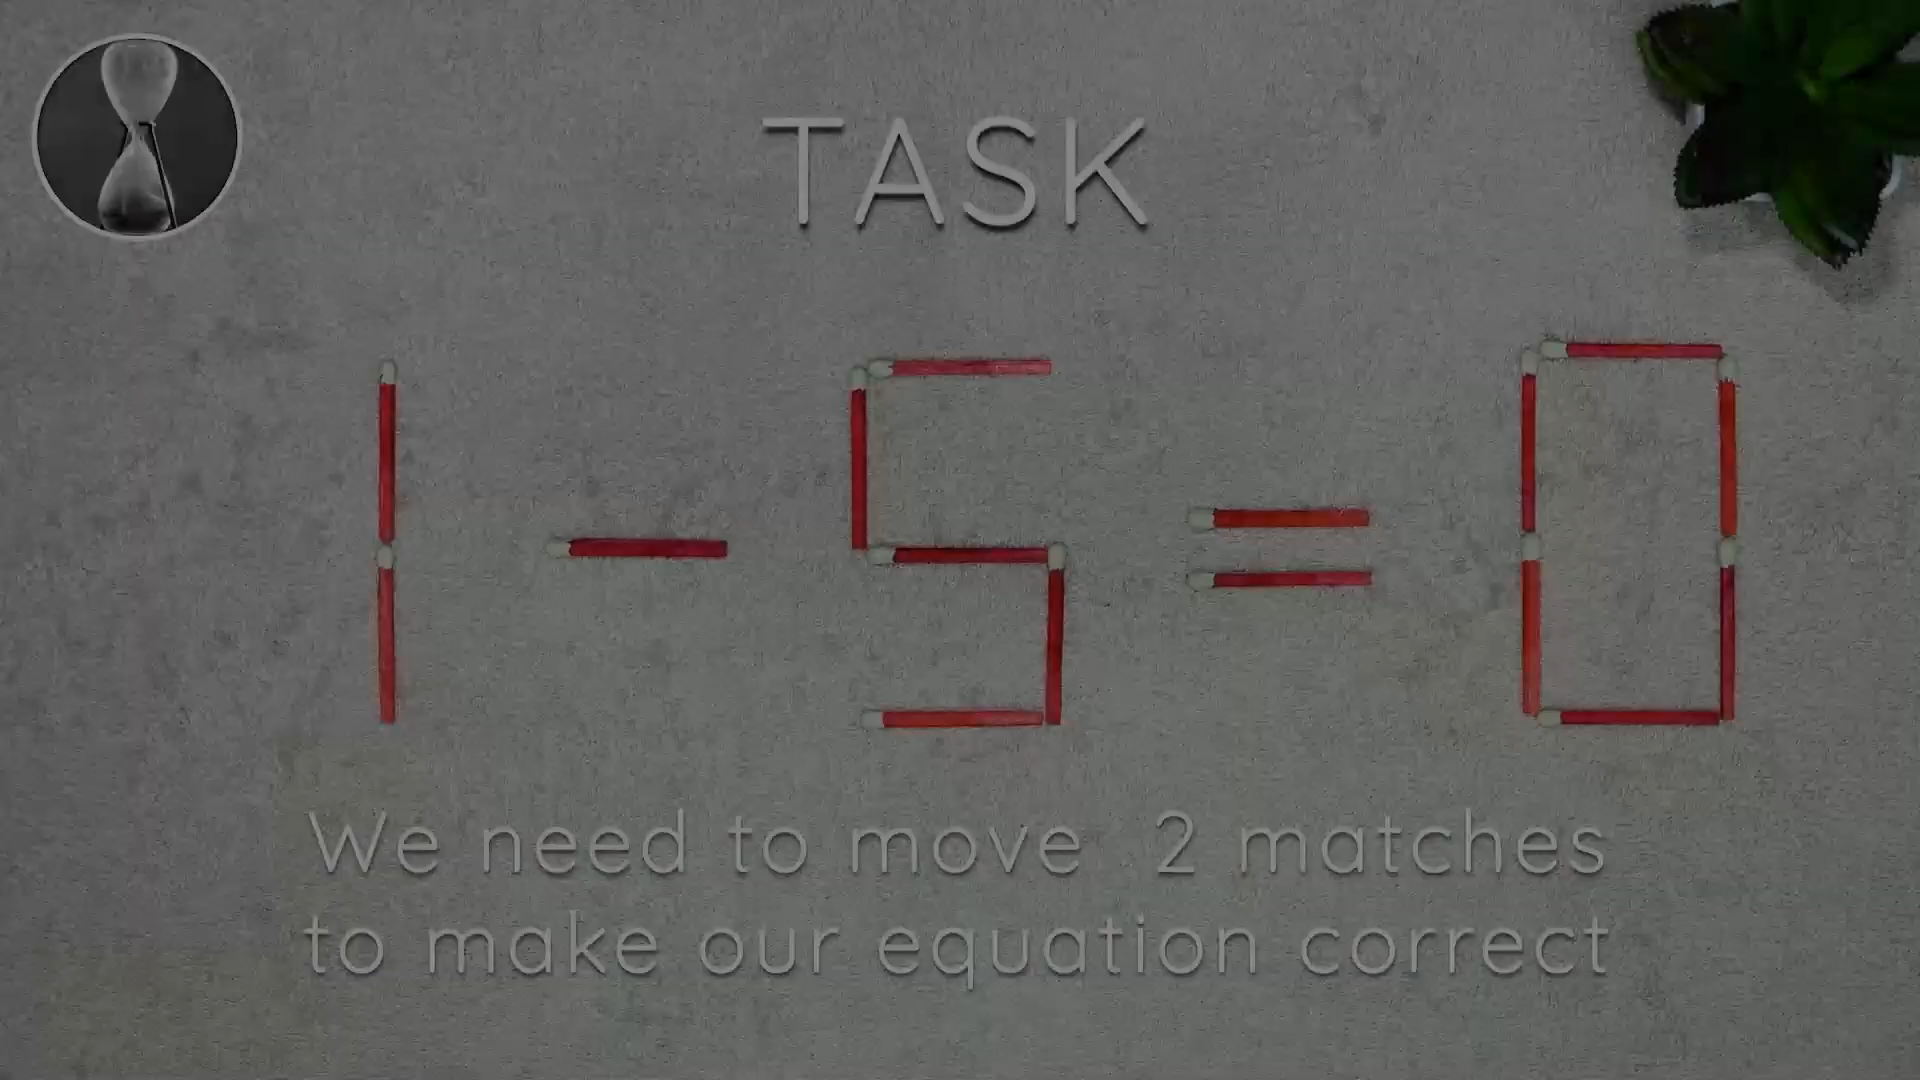 TASK
1-5=0
We need to move 2 matches
to make our equation correct